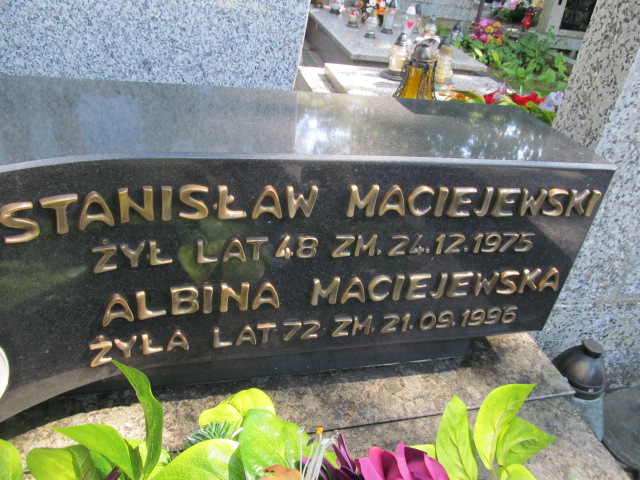 STANISŁAW MACIEJEWSKI
ŻYŁ LAT 48 ZM. 24.12.1975
ALBINA MACIEJEWSKA
ŻYŁA LAT 72 ZM. 21.09.1996